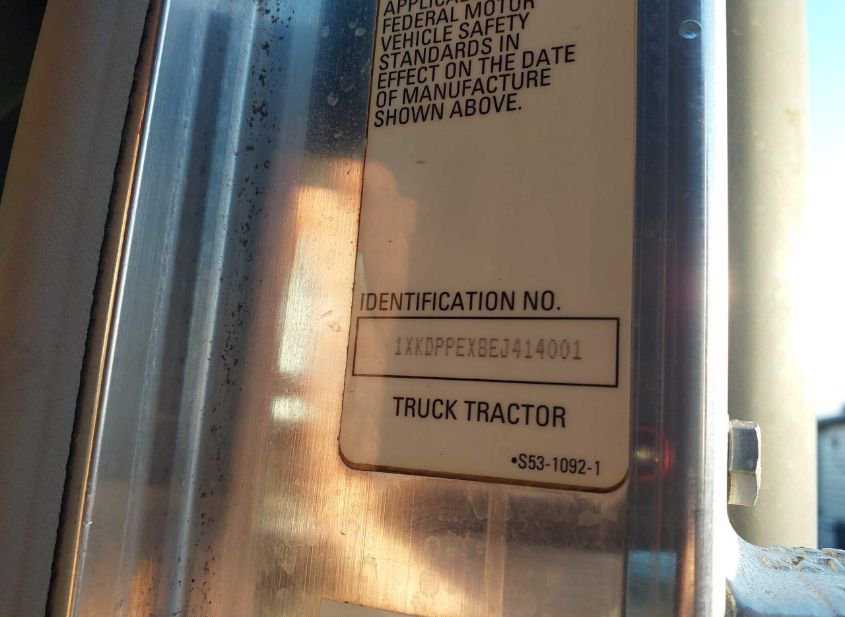 APPLICABLE
FEDERAL MOTOR
VEHICLE SAFETY
STANDARDS IN
EFFECT ON THE DATE
OF MANUFACTURE
SHOWN ABOVE.
IDENTIFICATION NO.
1XKDPPEX8EJ414001
TRUCK TRACTOR
•S53-1092-1